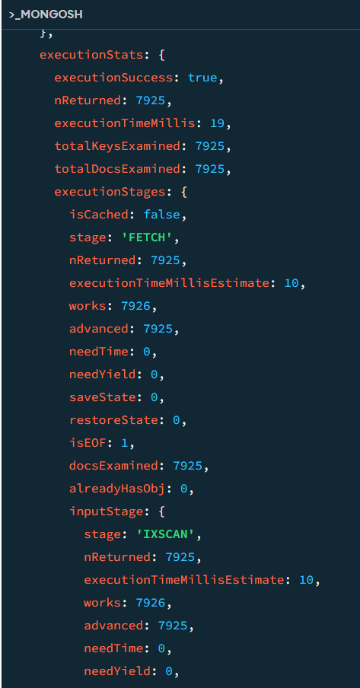 >_MONGOSH
},
executionStats: {
executionSuccess: true,
nReturned: 7925,
executionTimeMillis: 19,
totalKeysExamined: 7925,
totalDocsExamined: 7925,
executionStages: {
isCached: false,
stage: 'FETCH',
nReturned: 7925,
executionTimeMillisEstimate: 10,
works: 7926,
advanced: 7925,
needTime: 0,
needYield: 0,
saveState: 0,
restoreState: 0,
isEOF: 1,
docsExamined: 7925,
alreadyHasObj: 0,
inputStage: {
stage: 'IXSCAN',
nReturned: 7925,
executionTimeMillisEstimate: 10,
works: 7926,
advanced: 7925,
needTime: 0,
needYield: 0,